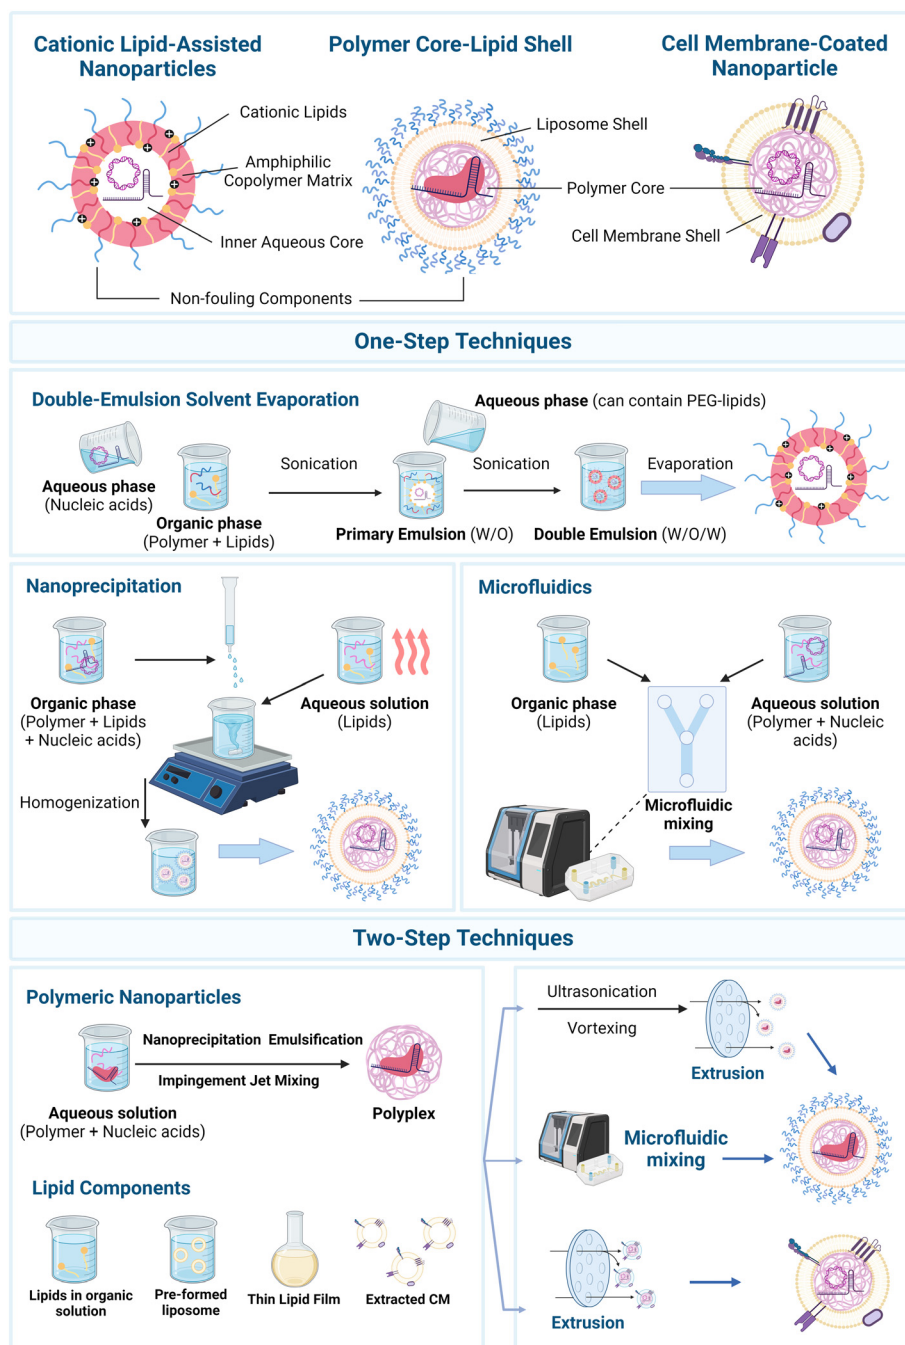 Cationic Lipid-Assisted
Nanoparticles
Polymer Core-Lipid Shell
Cell Membrane-Coated
Nanoparticle
Cationic Lipids
Amphiphilic
Copolymer Matrix
Inner Aqueous Core
Non-fouling Components
Liposome Shell
Polymer Core
Cell Membrane Shell
One-Step Techniques
Double-Emulsion Solvent Evaporation
Aqueous phase
(Nucleic acids)
Organic phase
(Polymer + Lipids)
Sonication
Primary Emulsion (W/O)
Aqueous phase (can contain PEG-lipids)
Sonication
Double Emulsion (W/O/W)
Evaporation
Nanoprecipitation
Organic phase
(Polymer + Lipids
+ Nucleic acids)
Aqueous solution
(Lipids)
Homogenization
Microfluidics
Organic phase
(Lipids)
Aqueous solution
(Polymer + Nucleic
acids)
Microfluidic
mixing
Two-Step Techniques
Polymeric Nanoparticles
Nanoprecipitation Emulsification
Impingement Jet Mixing
Aqueous solution
(Polymer + Nucleic acids)
Polyplex
Lipid Components
Lipids in organic
solution
Pre-formed
liposome
Thin Lipid Film
Extracted CM
Ultrasonication
Vortexing
Extrusion
Microfluidic
mixing
Extrusion